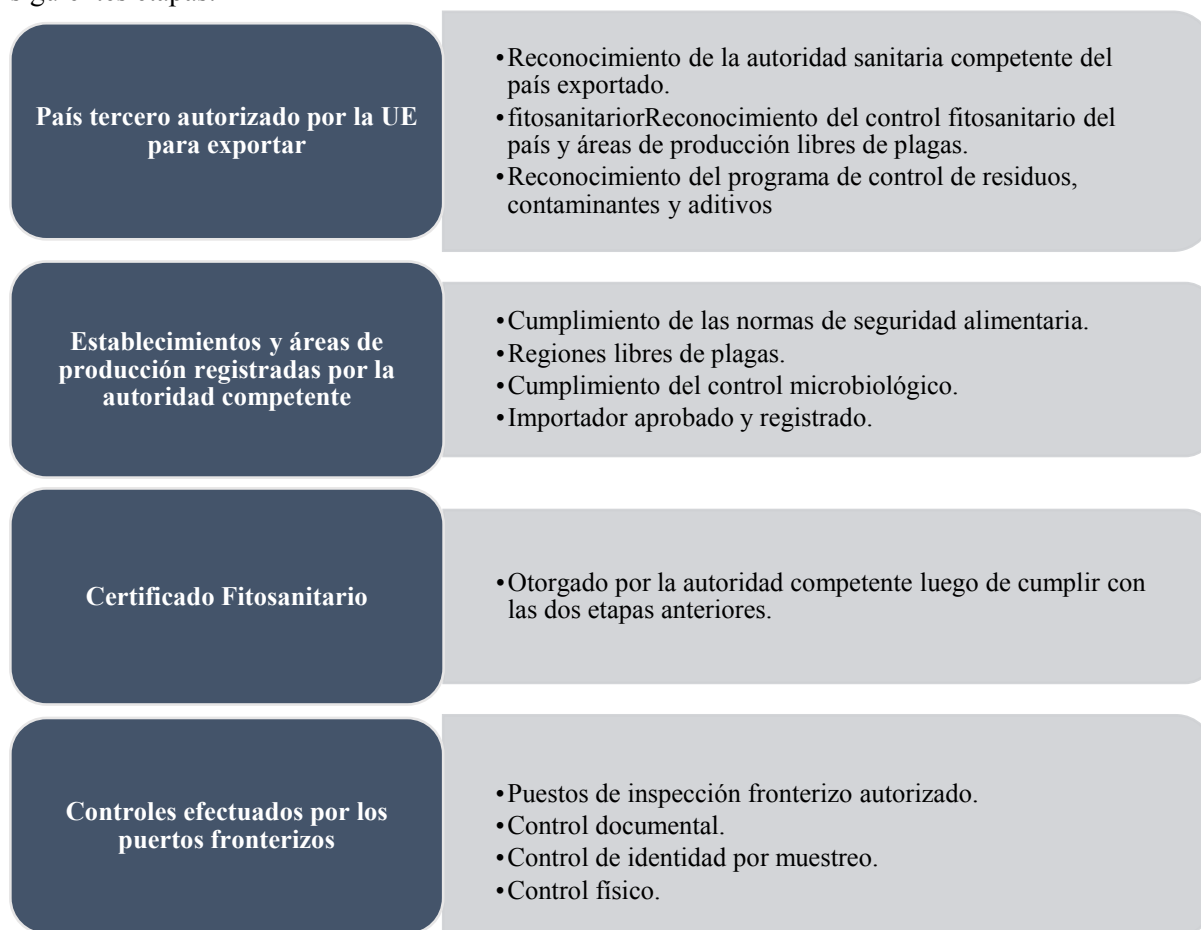 siguientes etapas:
País tercero autorizado por la UE
para exportar
•Reconocimiento de la autoridad sanitaria competente del
país exportado.
•fitosanitariorReconocimiento del control fitosanitario del
país y áreas de producción libres de plagas.
•Reconocimiento del programa de control de residuos,
contaminantes y aditivos
Establecimientos y áreas de
producción registradas por la
autoridad competente
•Cumplimiento de las normas de seguridad alimentaria.
•Regiones libres de plagas.
•Cumplimiento del control microbiológico.
•Importador aprobado y registrado.
Certificado Fitosanitario
•Otorgado por la autoridad competente luego de cumplir con
las dos etapas anteriores.
Controles efectuados por los
puertos fronterizos
•Puestos de inspección fronterizo autorizado.
•Control documental.
•Control de identidad por muestreo.
•Control físico.